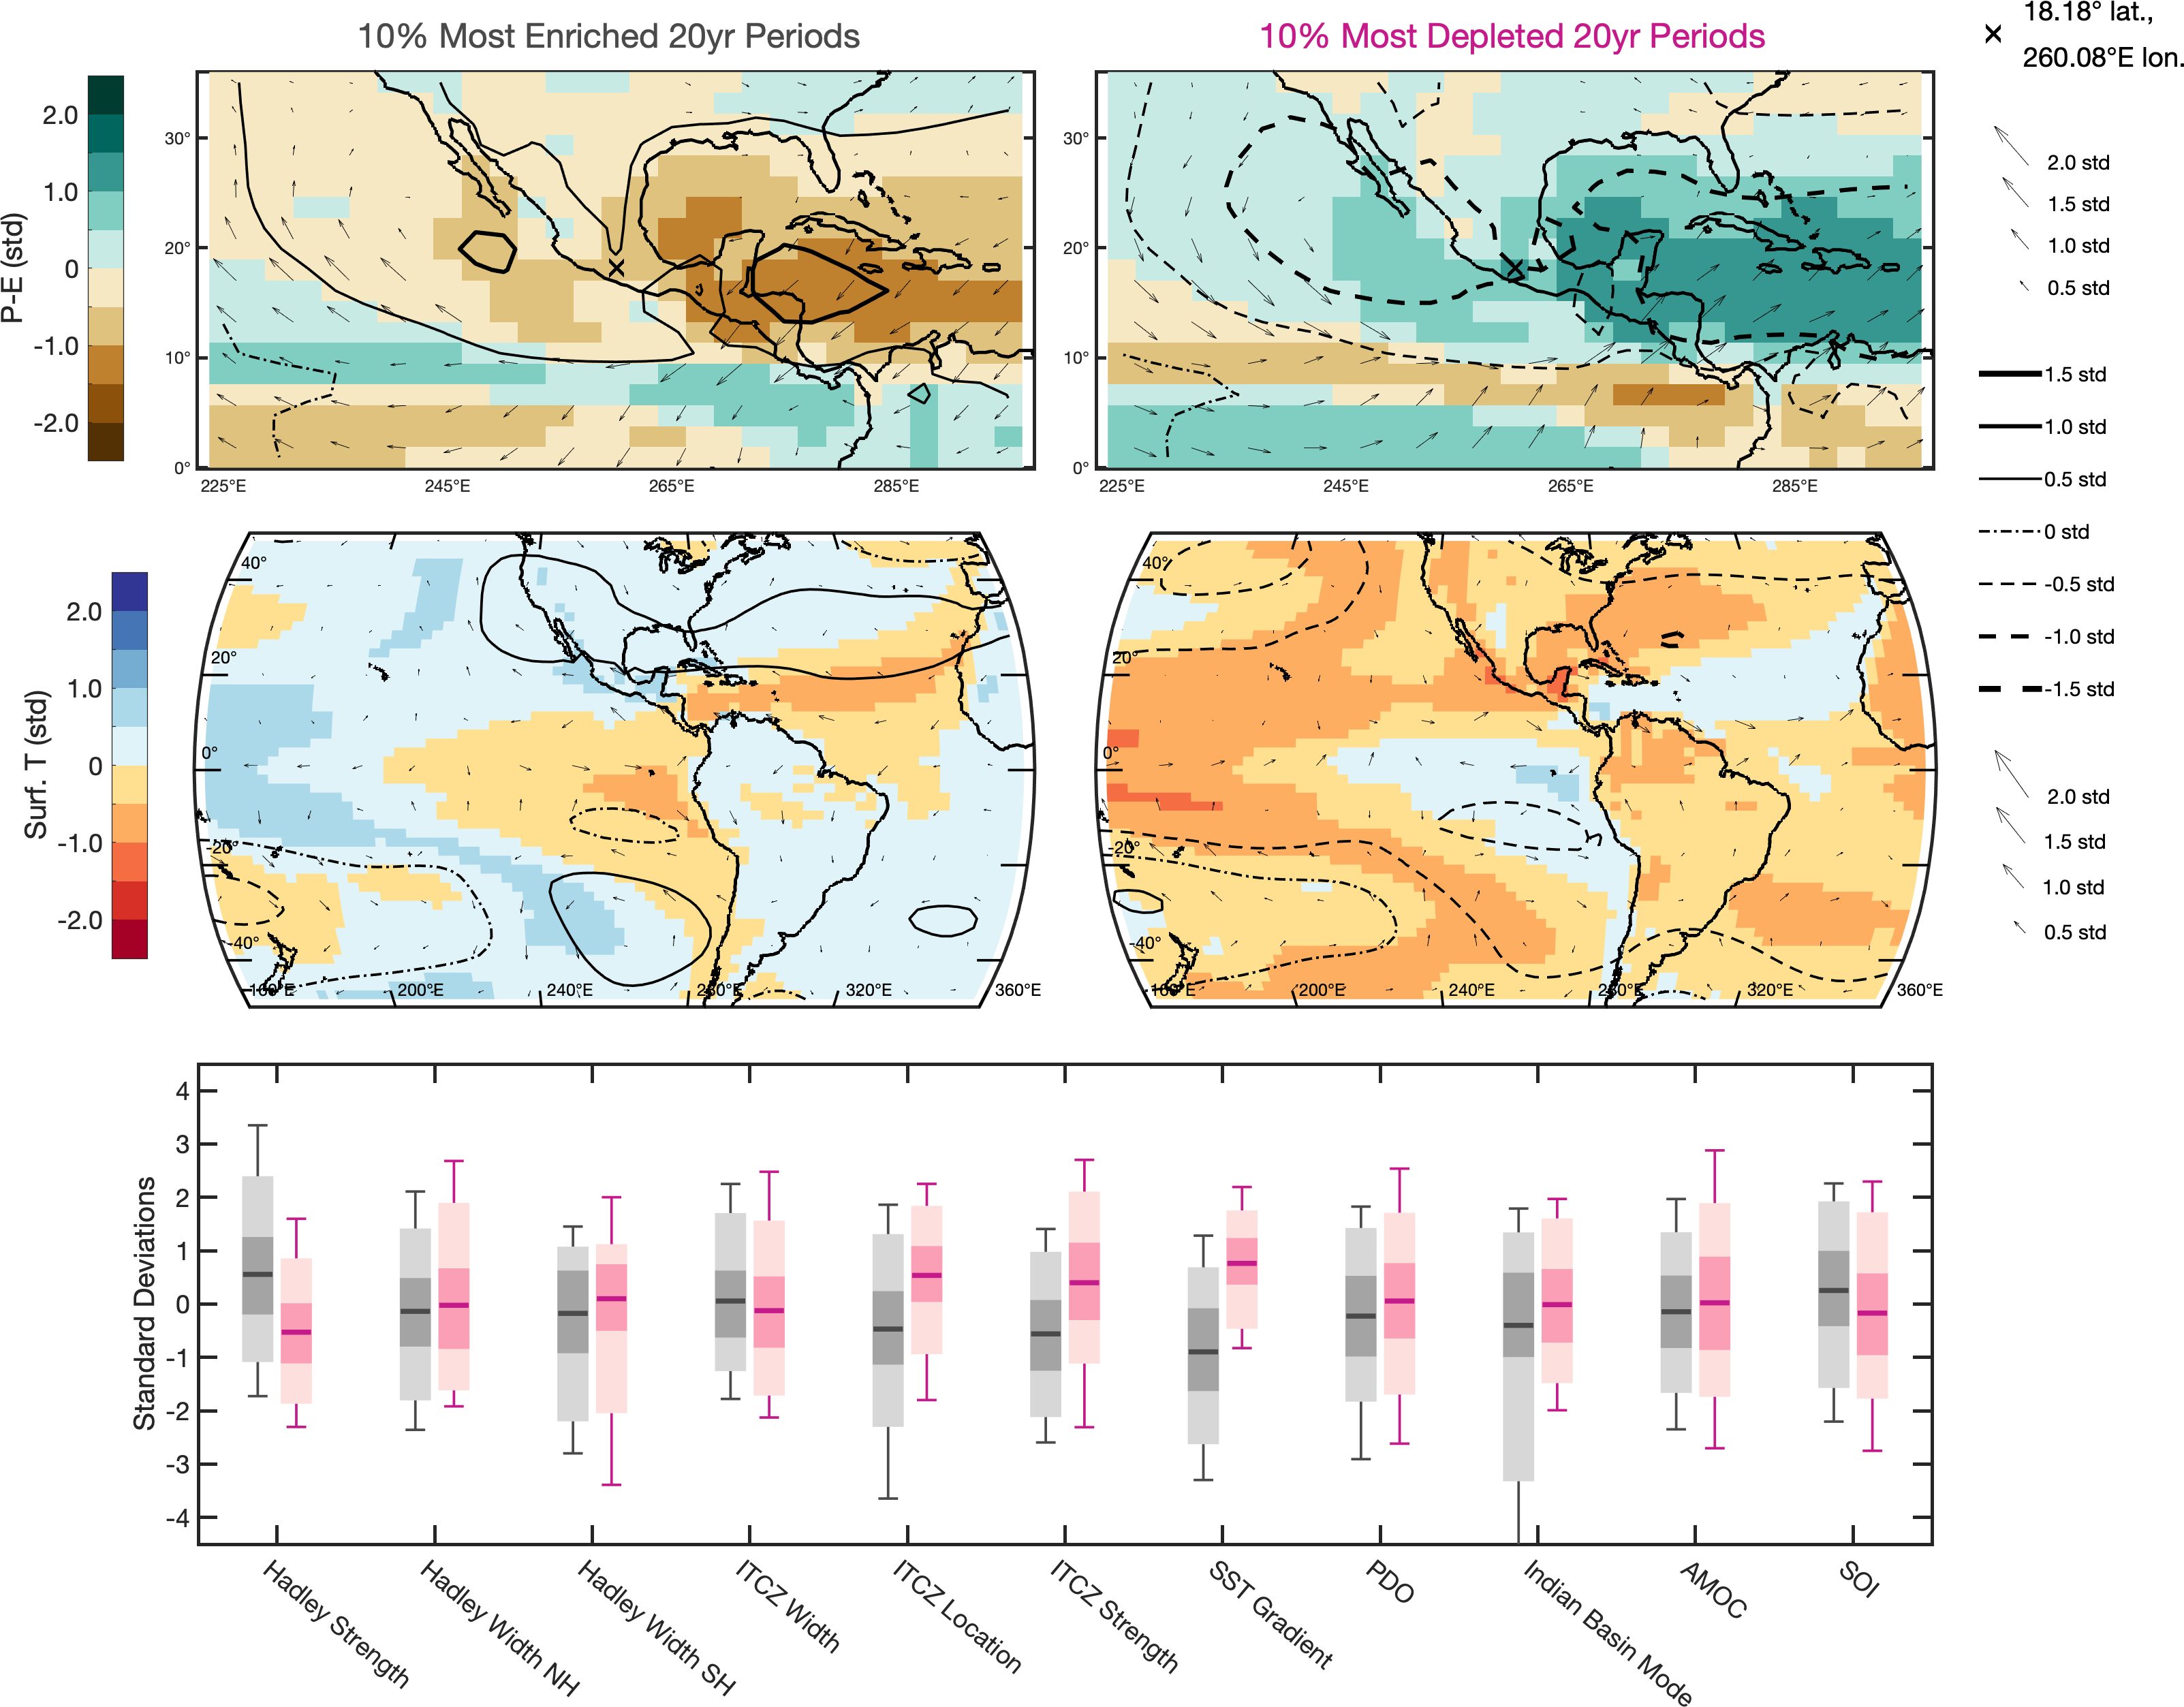 10% Most Enriched 20yr Periods
10% Most Depleted 20yr Periods
18.18° lat.,
260.08°E lon.
P-E (std)
2.0
1.0
0
-1.0
-2.0
30°
20°
10°
0°
225°E 245°E 265°E 285°E
30°
20°
10°
0°
225°E 245°E 265°E 285°E
2.0 std
1.5 std
1.0 std
0.5 std
1.5 std
1.0 std
0.5 std
0 std
-0.5 std
-1.0 std
-1.5 std
Surf. T (std)
2.0
1.0
0
-1.0
-2.0
40°
20°
0°
-20°
-40°
160°E 200°E 240°E 280°E 320°E 360°E
40°
20°
0°
-20°
-40°
160°E 200°E 240°E 280°E 320°E 360°E
2.0 std
1.5 std
1.0 std
0.5 std
Standard Deviations
4
3
2
1
0
-1
-2
-3
-4
Hadley Strength
Hadley Width NH
Hadley Width SH
ITCZ Width
ITCZ Location
ITCZ Strength
SST Gradient
PDO
Indian Basin Mode
AMOC
SOI